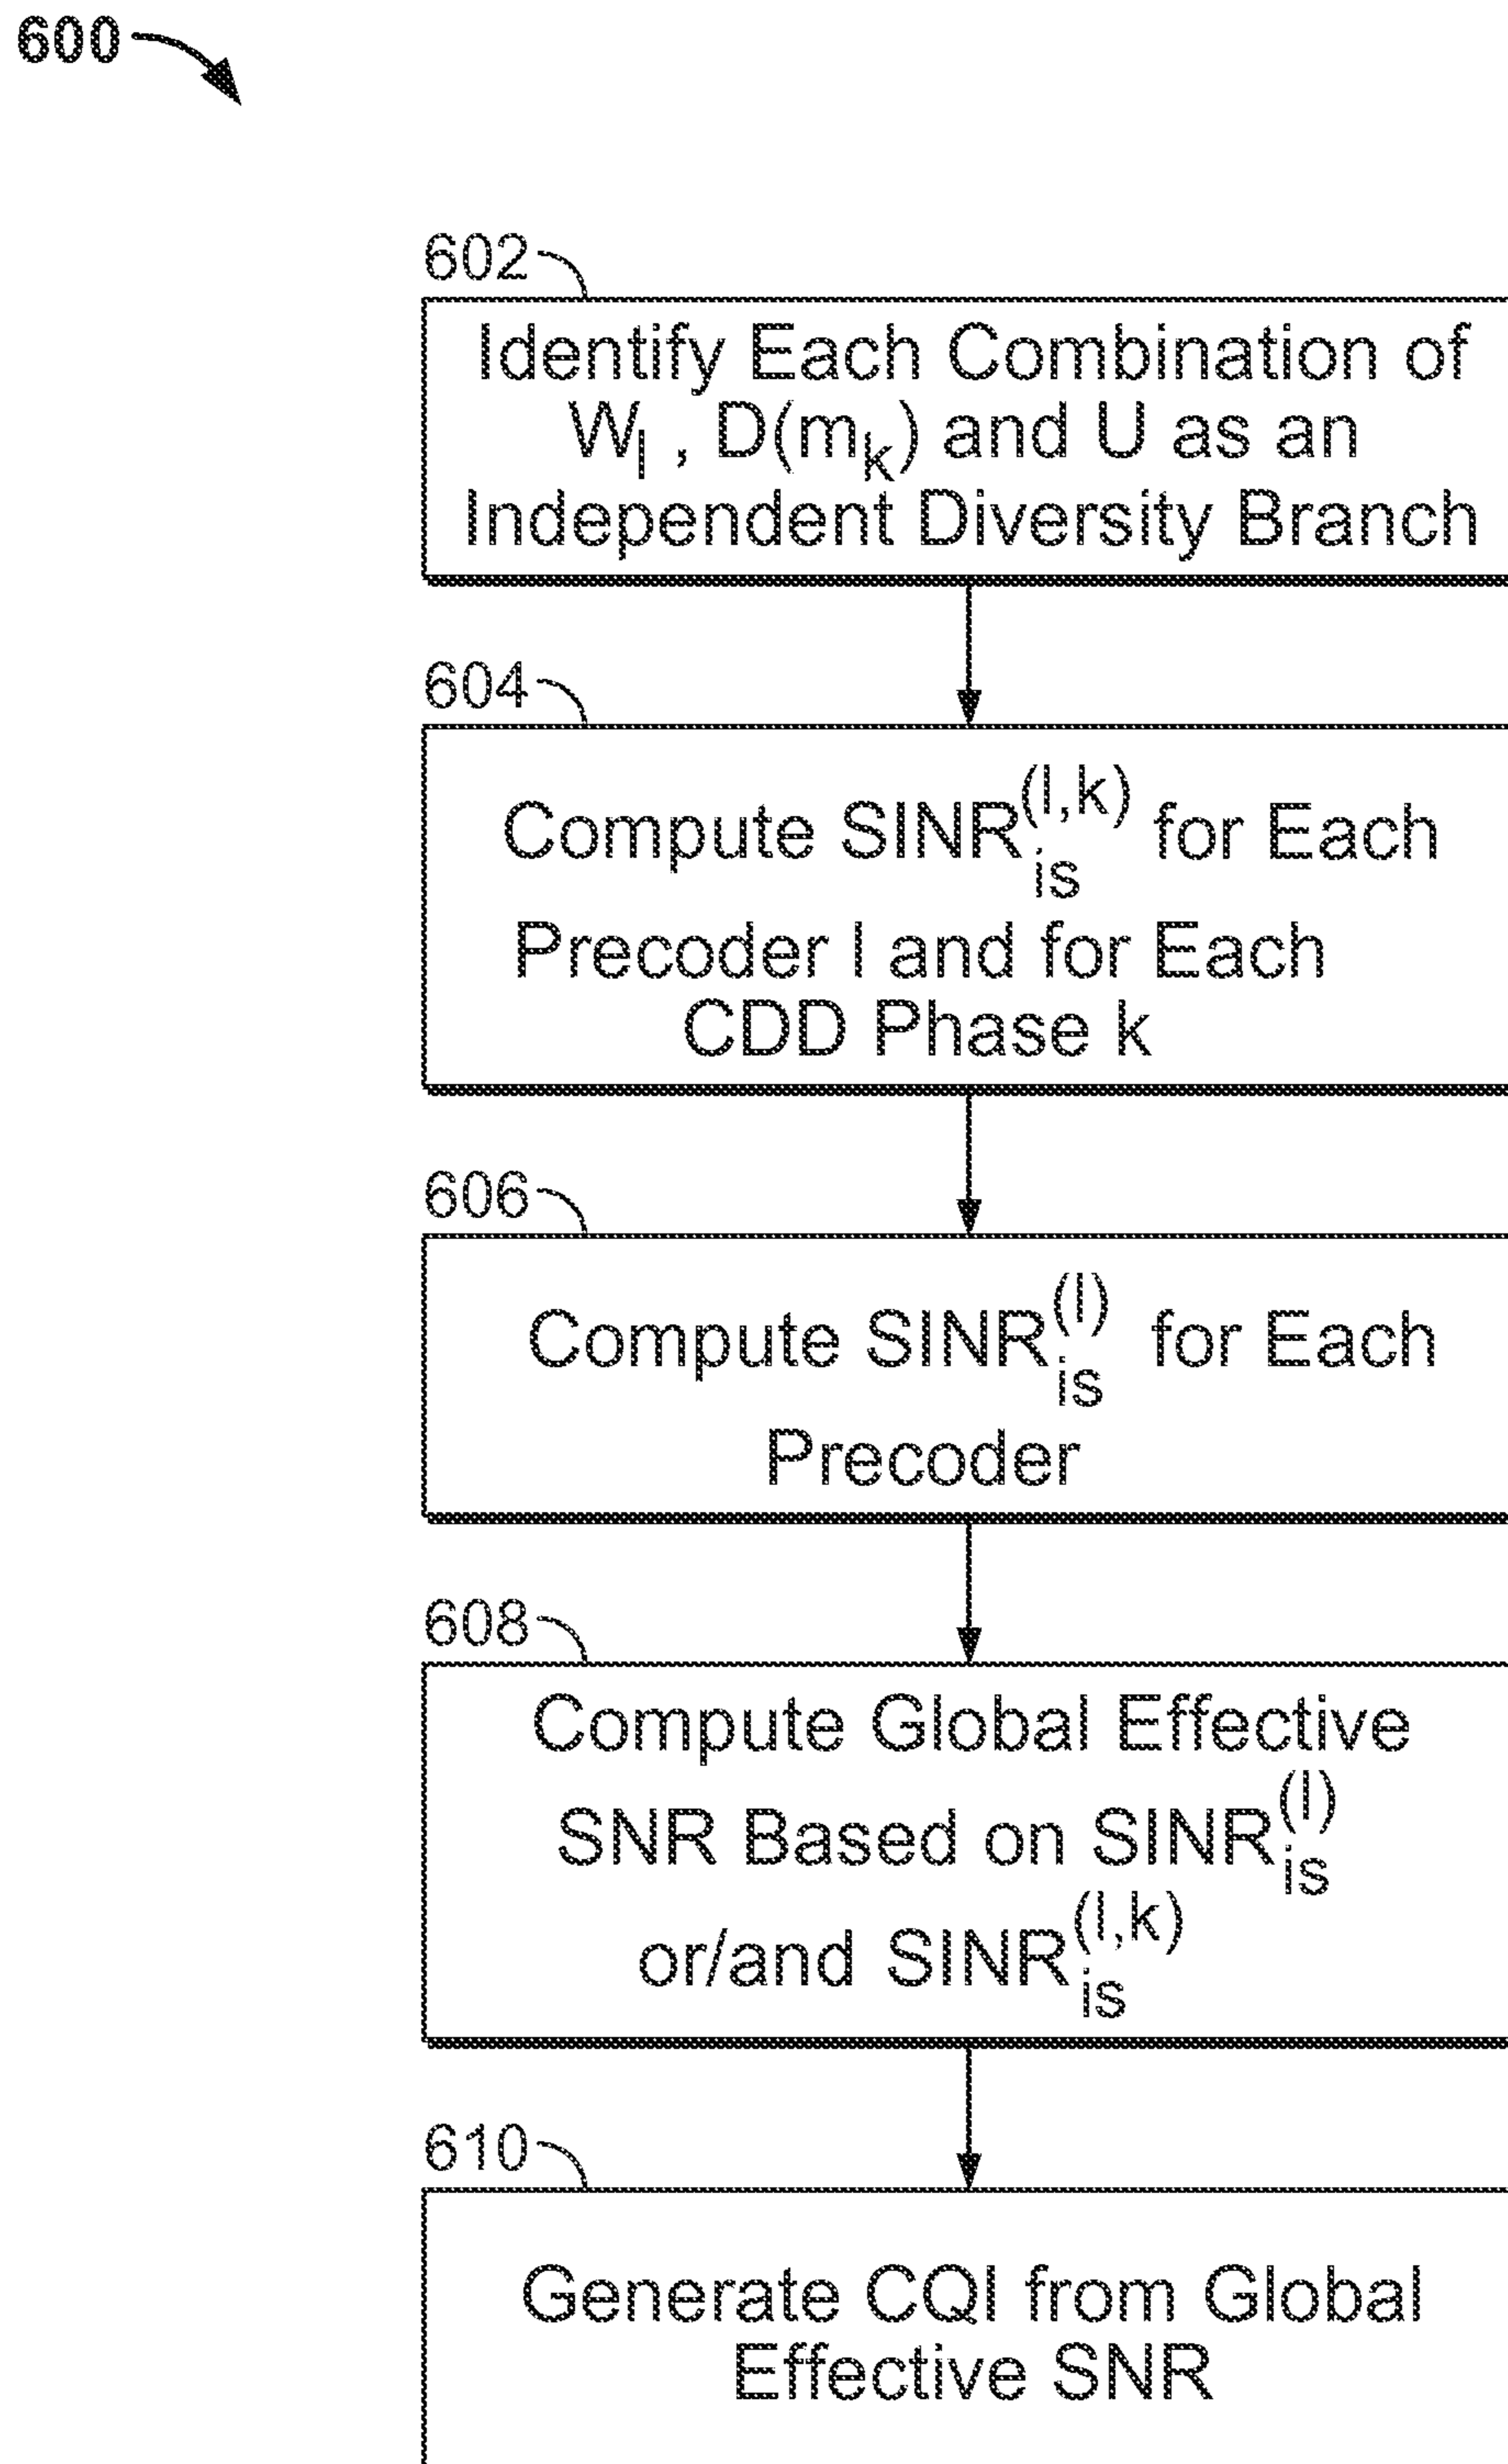 600
602
Identify Each Combination of
W_l , D(m_k) and U as an
Independent Diversity Branch
604
Compute SINR_is^(l,k) for Each
Precoder l and for Each
CDD Phase k
606
Compute SINR_is^(l) for Each
Precoder
608
Compute Global Effective
SNR Based on SINR_is^(l)
or/and SINR_is^(l,k)
610
Generate CQI from Global
Effective SNR